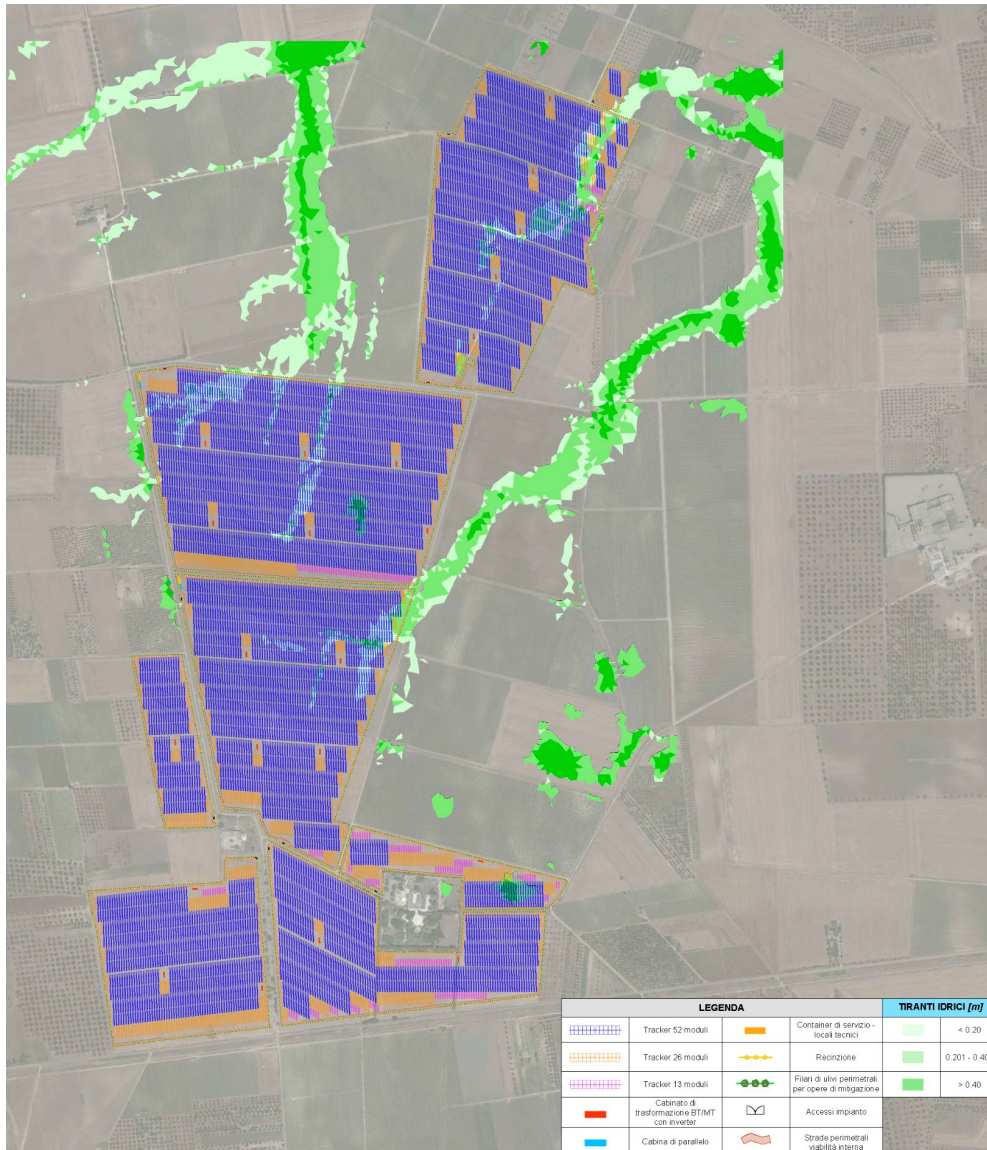 LEGENDA
TIRANTI IDRICI [m]
Tracker 52 moduli
Container di servizio -
locali tecnici
< 0.20
Tracker 26 moduli
Recinzione
0.201 - 0.40
Tracker 13 moduli
Filari di ulivi perimetrali
per opere di mitigazione
> 0.40
Cabinato di
trasformazione BT/MT
con inverter
Accessi impianto
Cabina di parallelo
Strade perimetrali
viabilità interna